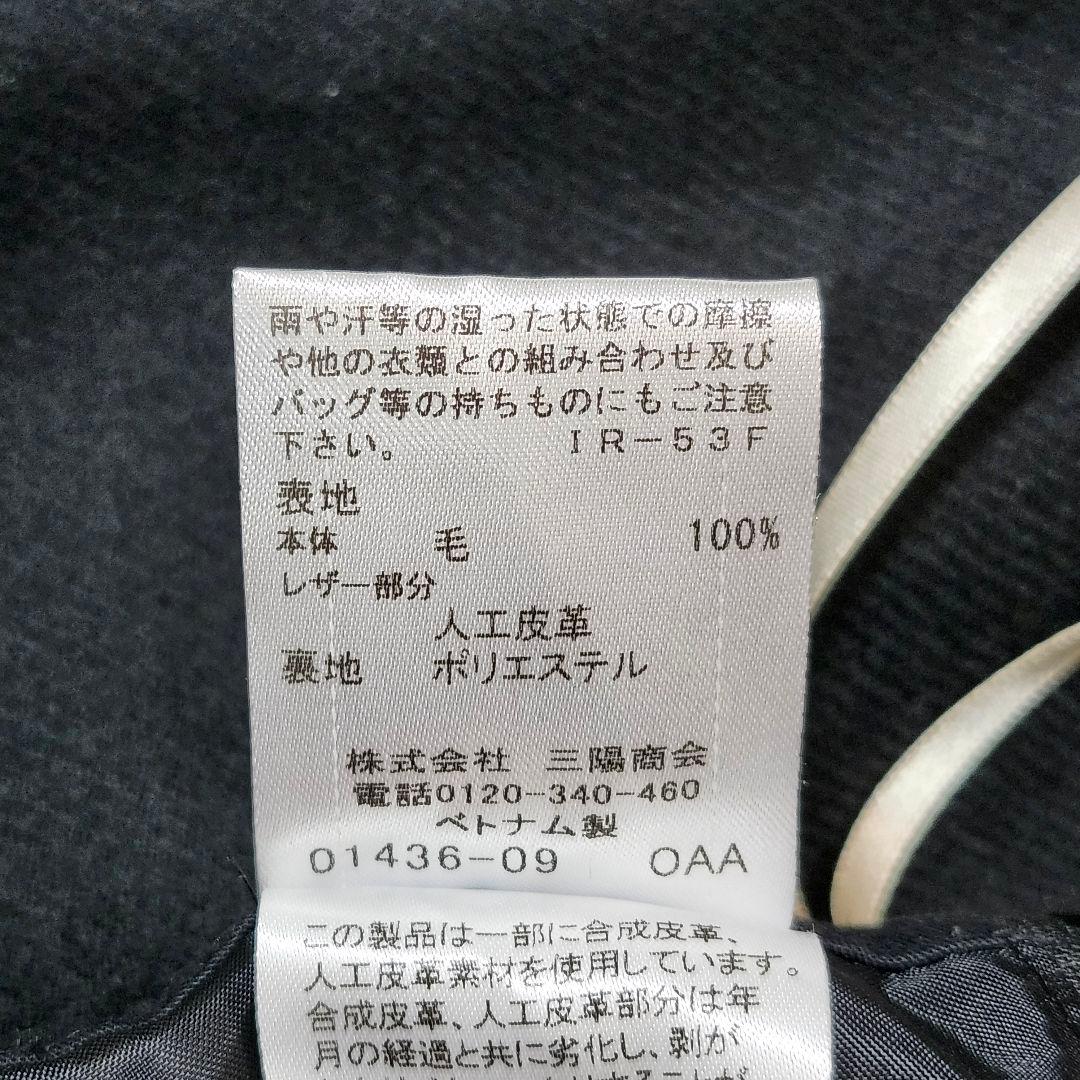 雨や汗等の湿った状態での摩擦
や他の衣類との組み合わせ及び
バッグ等の持ちものにもご注意
下さい。 IR-53F
表地
本体 毛 100%
レザー部分
人工皮革
裏地 ポリエステル
株式会社 三陽商会
電話0120-340-460
ベトナム製
01436-09 OAA
この製品は一部に合成皮革、
人工皮革素材を使用しています。
合成皮革、人工皮革部分は年
月の経過と共に劣化し、剥が